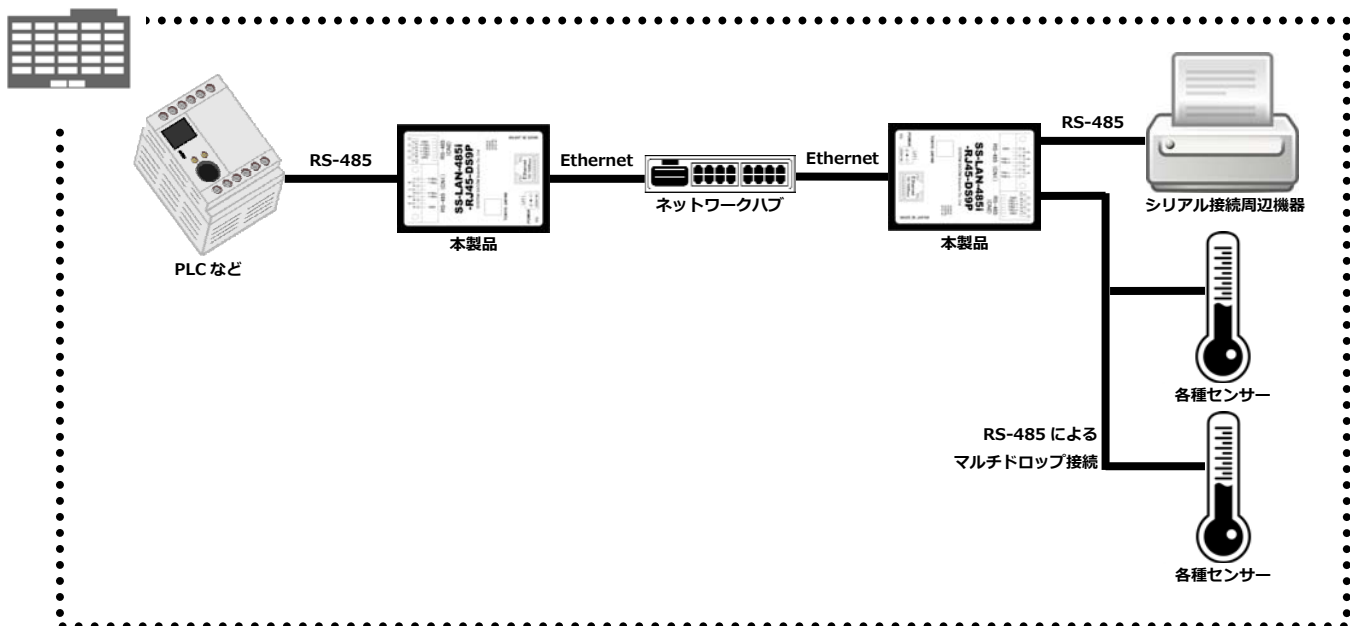 RS-485
SS-LAN-485i
-RJ45-DS9P
Ethernet
Ethernet
SS-LAN-485i
-RJ45-DS9P
RS-485
PLC など
本製品
ネットワークハブ
本製品
シリアル接続周辺機器
各種センサー
RS-485 による
マルチドロップ接続
各種センサー